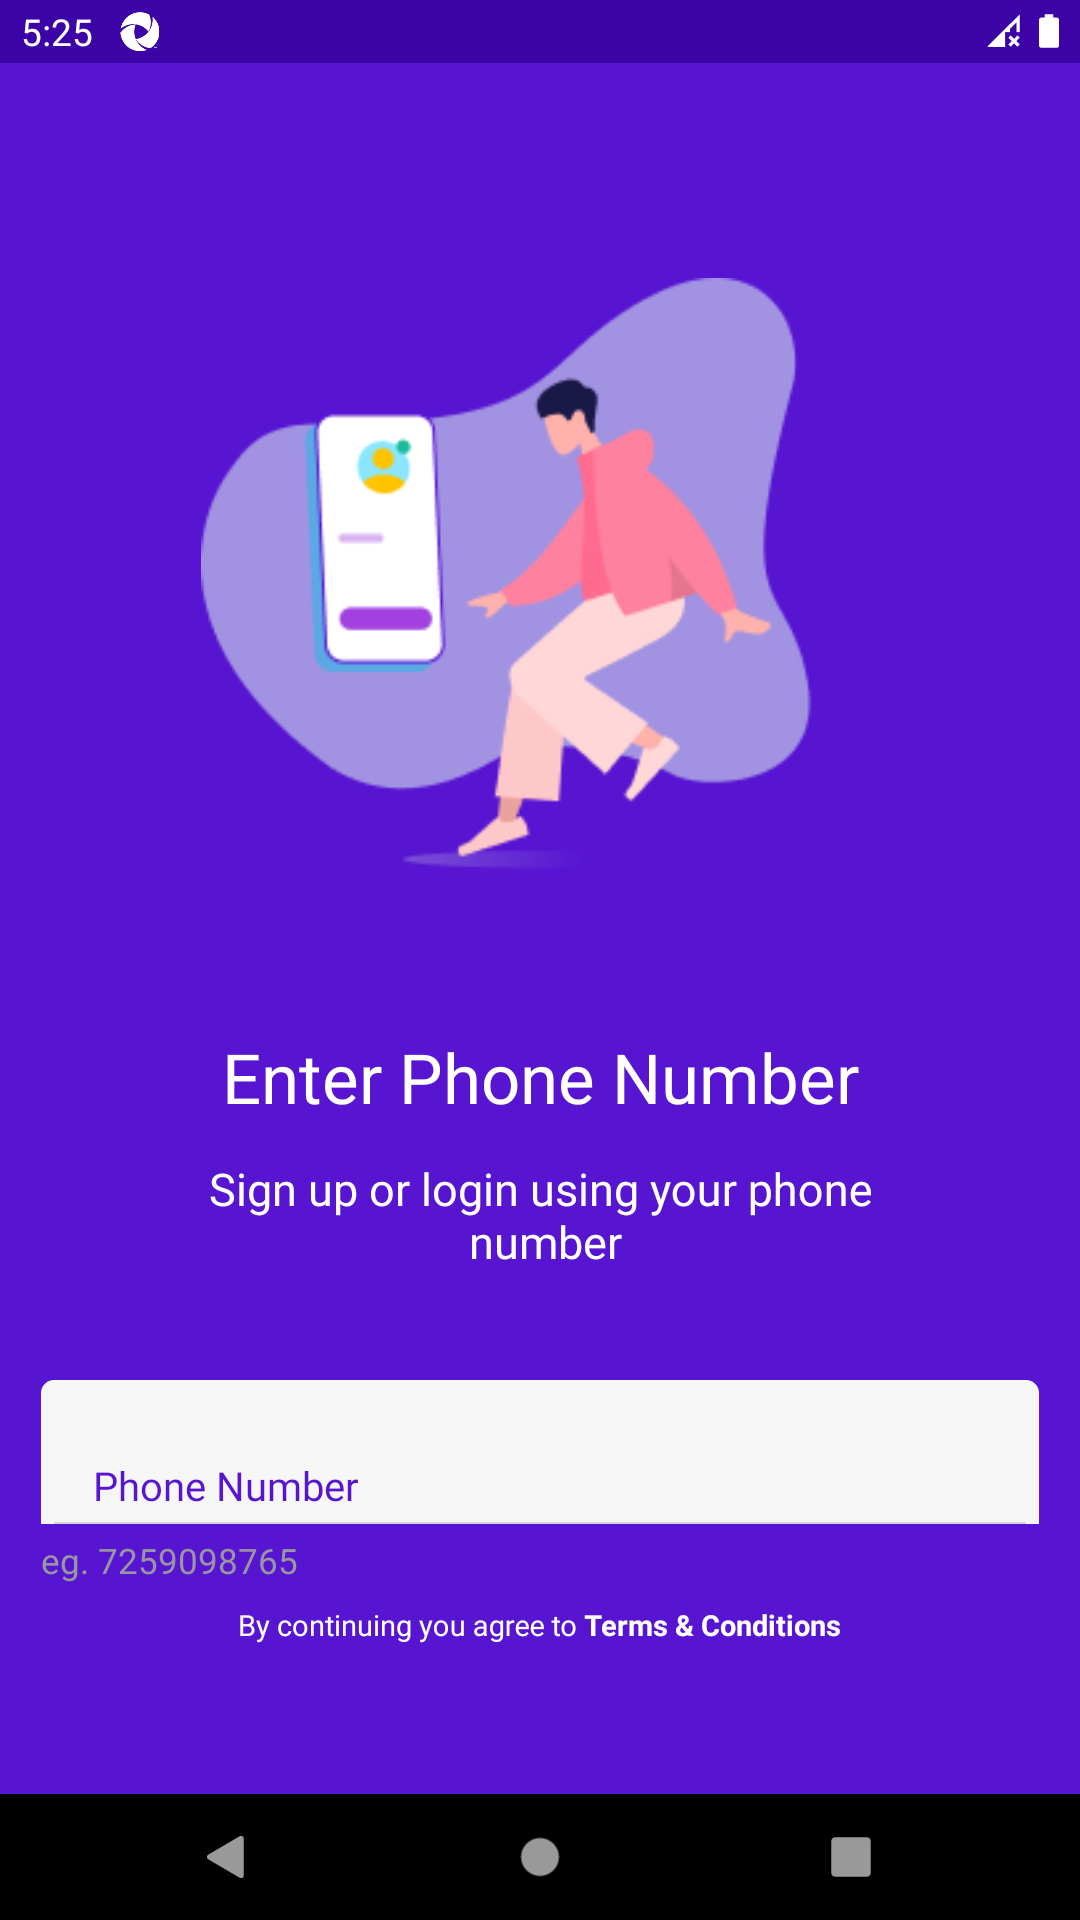 5:25
Enter Phone Number
Sign up or login using your phone
number
Phone Number
eg. 7259098765
By continuing you agree to Terms & Conditions